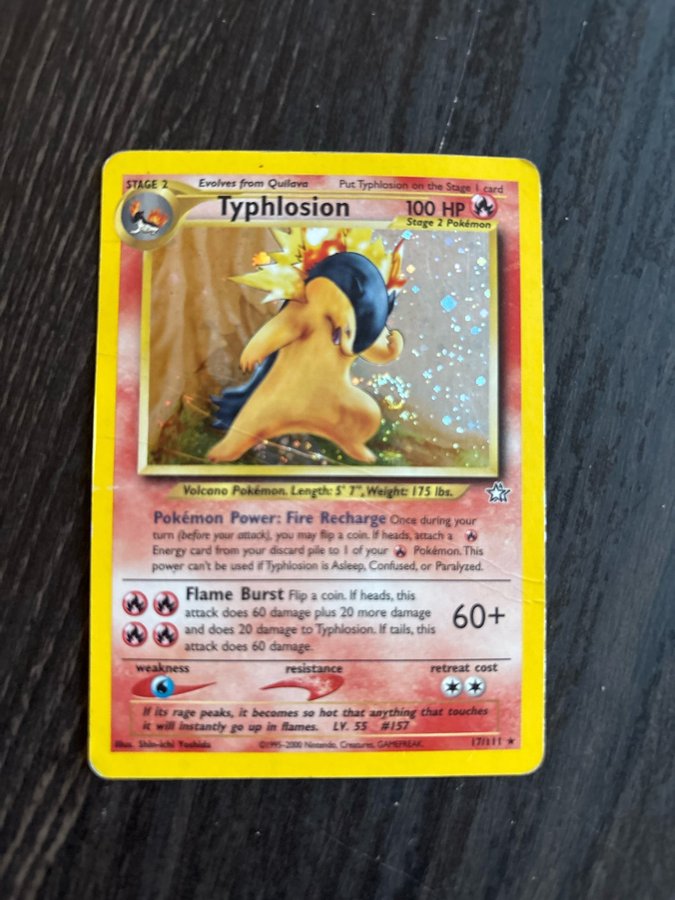 STAGE 2 Evolves from Quilava Put Typhlosion on the Stage 1 card
Typhlosion 100 HP
Stage 2 Pokémon
Volcano Pokémon. Length: 5' 7", Weight: 175 lbs.
Pokémon Power: Fire Recharge Once during your
turn (before your attack), you may flip a coin. If heads, attach a
Energy card from your discard pile to 1 of your Pokémon. This
power can't be used if Typhlosion is Asleep, Confused, or Paralyzed.
Flame Burst Flip a coin. If heads, this
attack does 60 damage plus 20 more damage
and does 20 damage to Typhlosion. If tails, this
attack does 60 damage.
60+
weakness resistance retreat cost
If its rage peaks, it becomes so hot that anything that touches
it will instantly go up in flames. LV. 55 #157
Illus. Shin-ichi Yoshida ©1995-2000 Nintendo, Creatures, GAMEFREAK. 17/111 ★